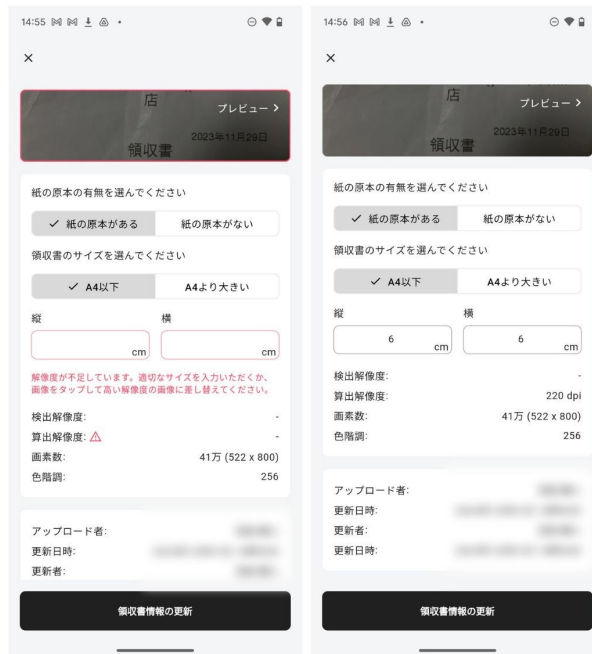 14:55
×
店
プレビュー >
2023年11月29日
領収書
紙の原本の有無を選んでください
✓ 紙の原本がある 紙の原本がない
領収書のサイズを選んでください
✓ A4以下 A4より大きい
縦 横
cm cm
解像度が不足しています。適切なサイズを入力いただくか、
画像をタップして高い解像度の画像に差し替えてください。
検出解像度: -
算出解像度: -
画素数: 41万 (522 x 800)
色階調: 256
アップロード者:
更新日時:
更新者:
領収書情報の更新
14:56
×
店
プレビュー >
2023年11月29日
領収書
紙の原本の有無を選んでください
✓ 紙の原本がある 紙の原本がない
領収書のサイズを選んでください
✓ A4以下 A4より大きい
縦 横
6 cm 6 cm
検出解像度: -
算出解像度: 220 dpi
画素数: 41万 (522 x 800)
色階調: 256
アップロード者:
更新日時:
更新者:
更新日時:
領収書情報の更新